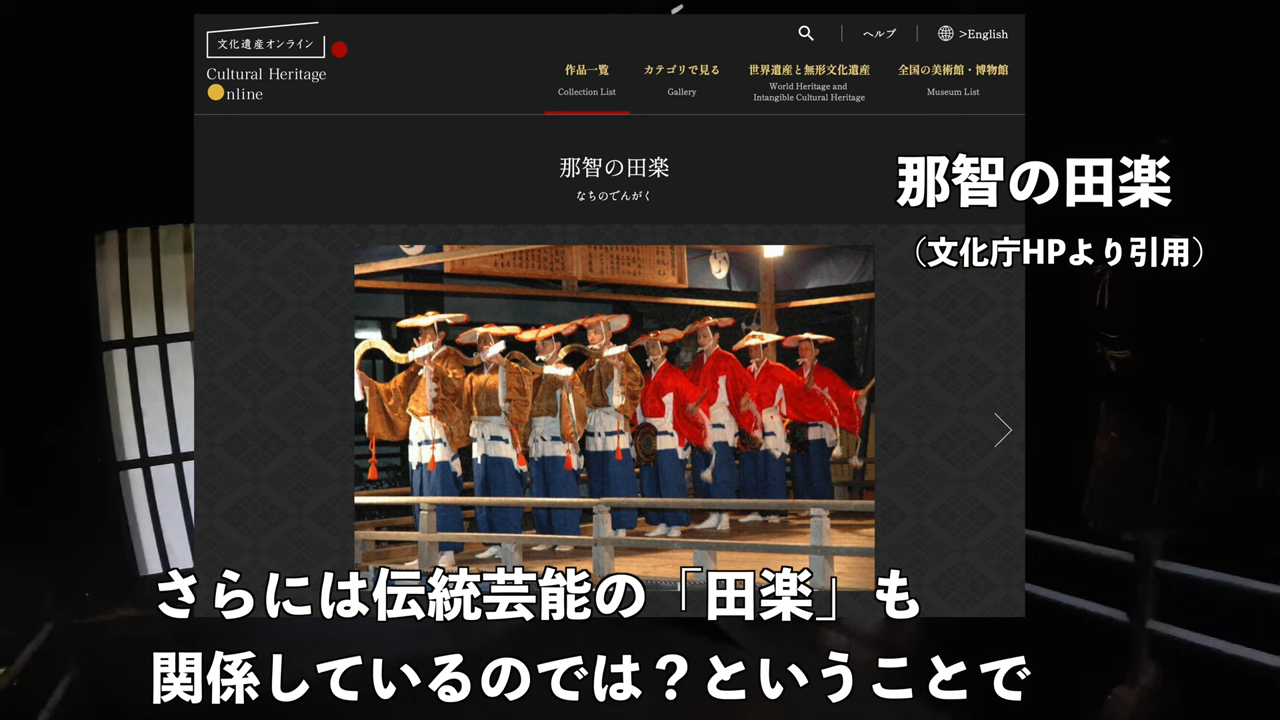 文化遺産オンライン
Cultural Heritage
Online
ヘルプ
>English
作品一覧
Collection List
カテゴリで見る
Gallery
世界遺産と無形文化遺産
World Heritage and
Intangible Cultural Heritage
全国の美術館・博物館
Museum List
那智の田楽
なちのでんがく
那智の田楽
（文化庁HPより引用）
さらには伝統芸能の「田楽」も
関係しているのでは？ということで